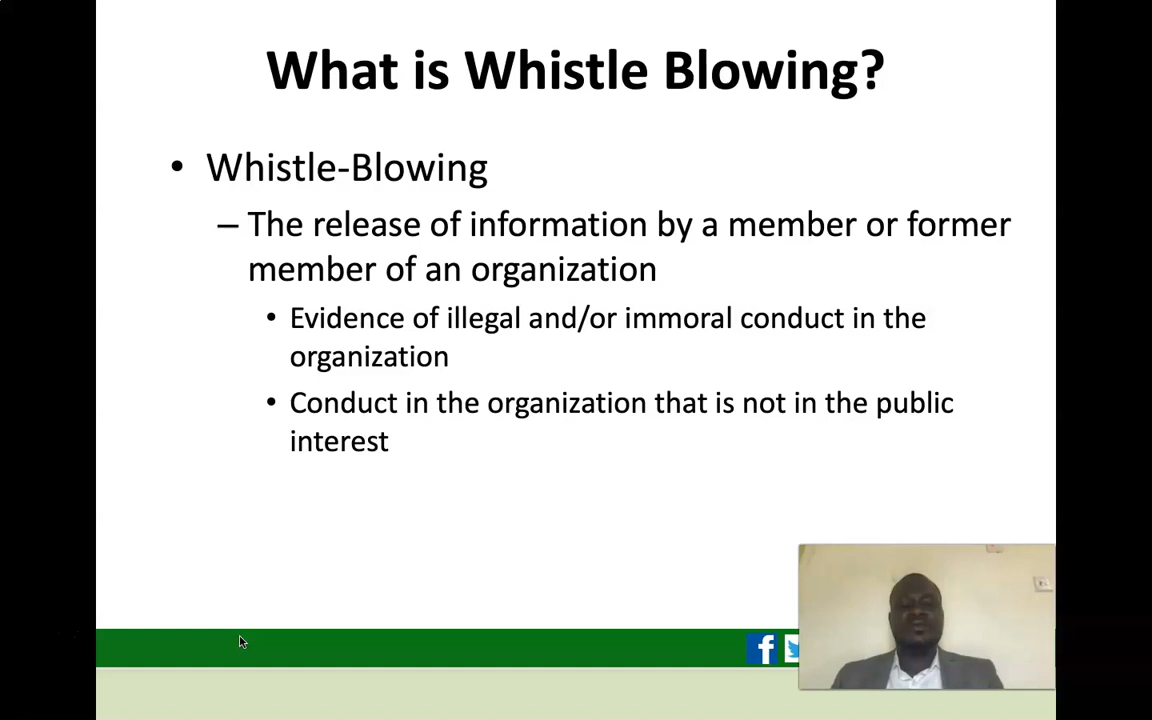 What is Whistle Blowing?
• Whistle-Blowing
– The release of information by a member or former
member of an organization
• Evidence of illegal and/or immoral conduct in the
organization
• Conduct in the organization that is not in the public
interest